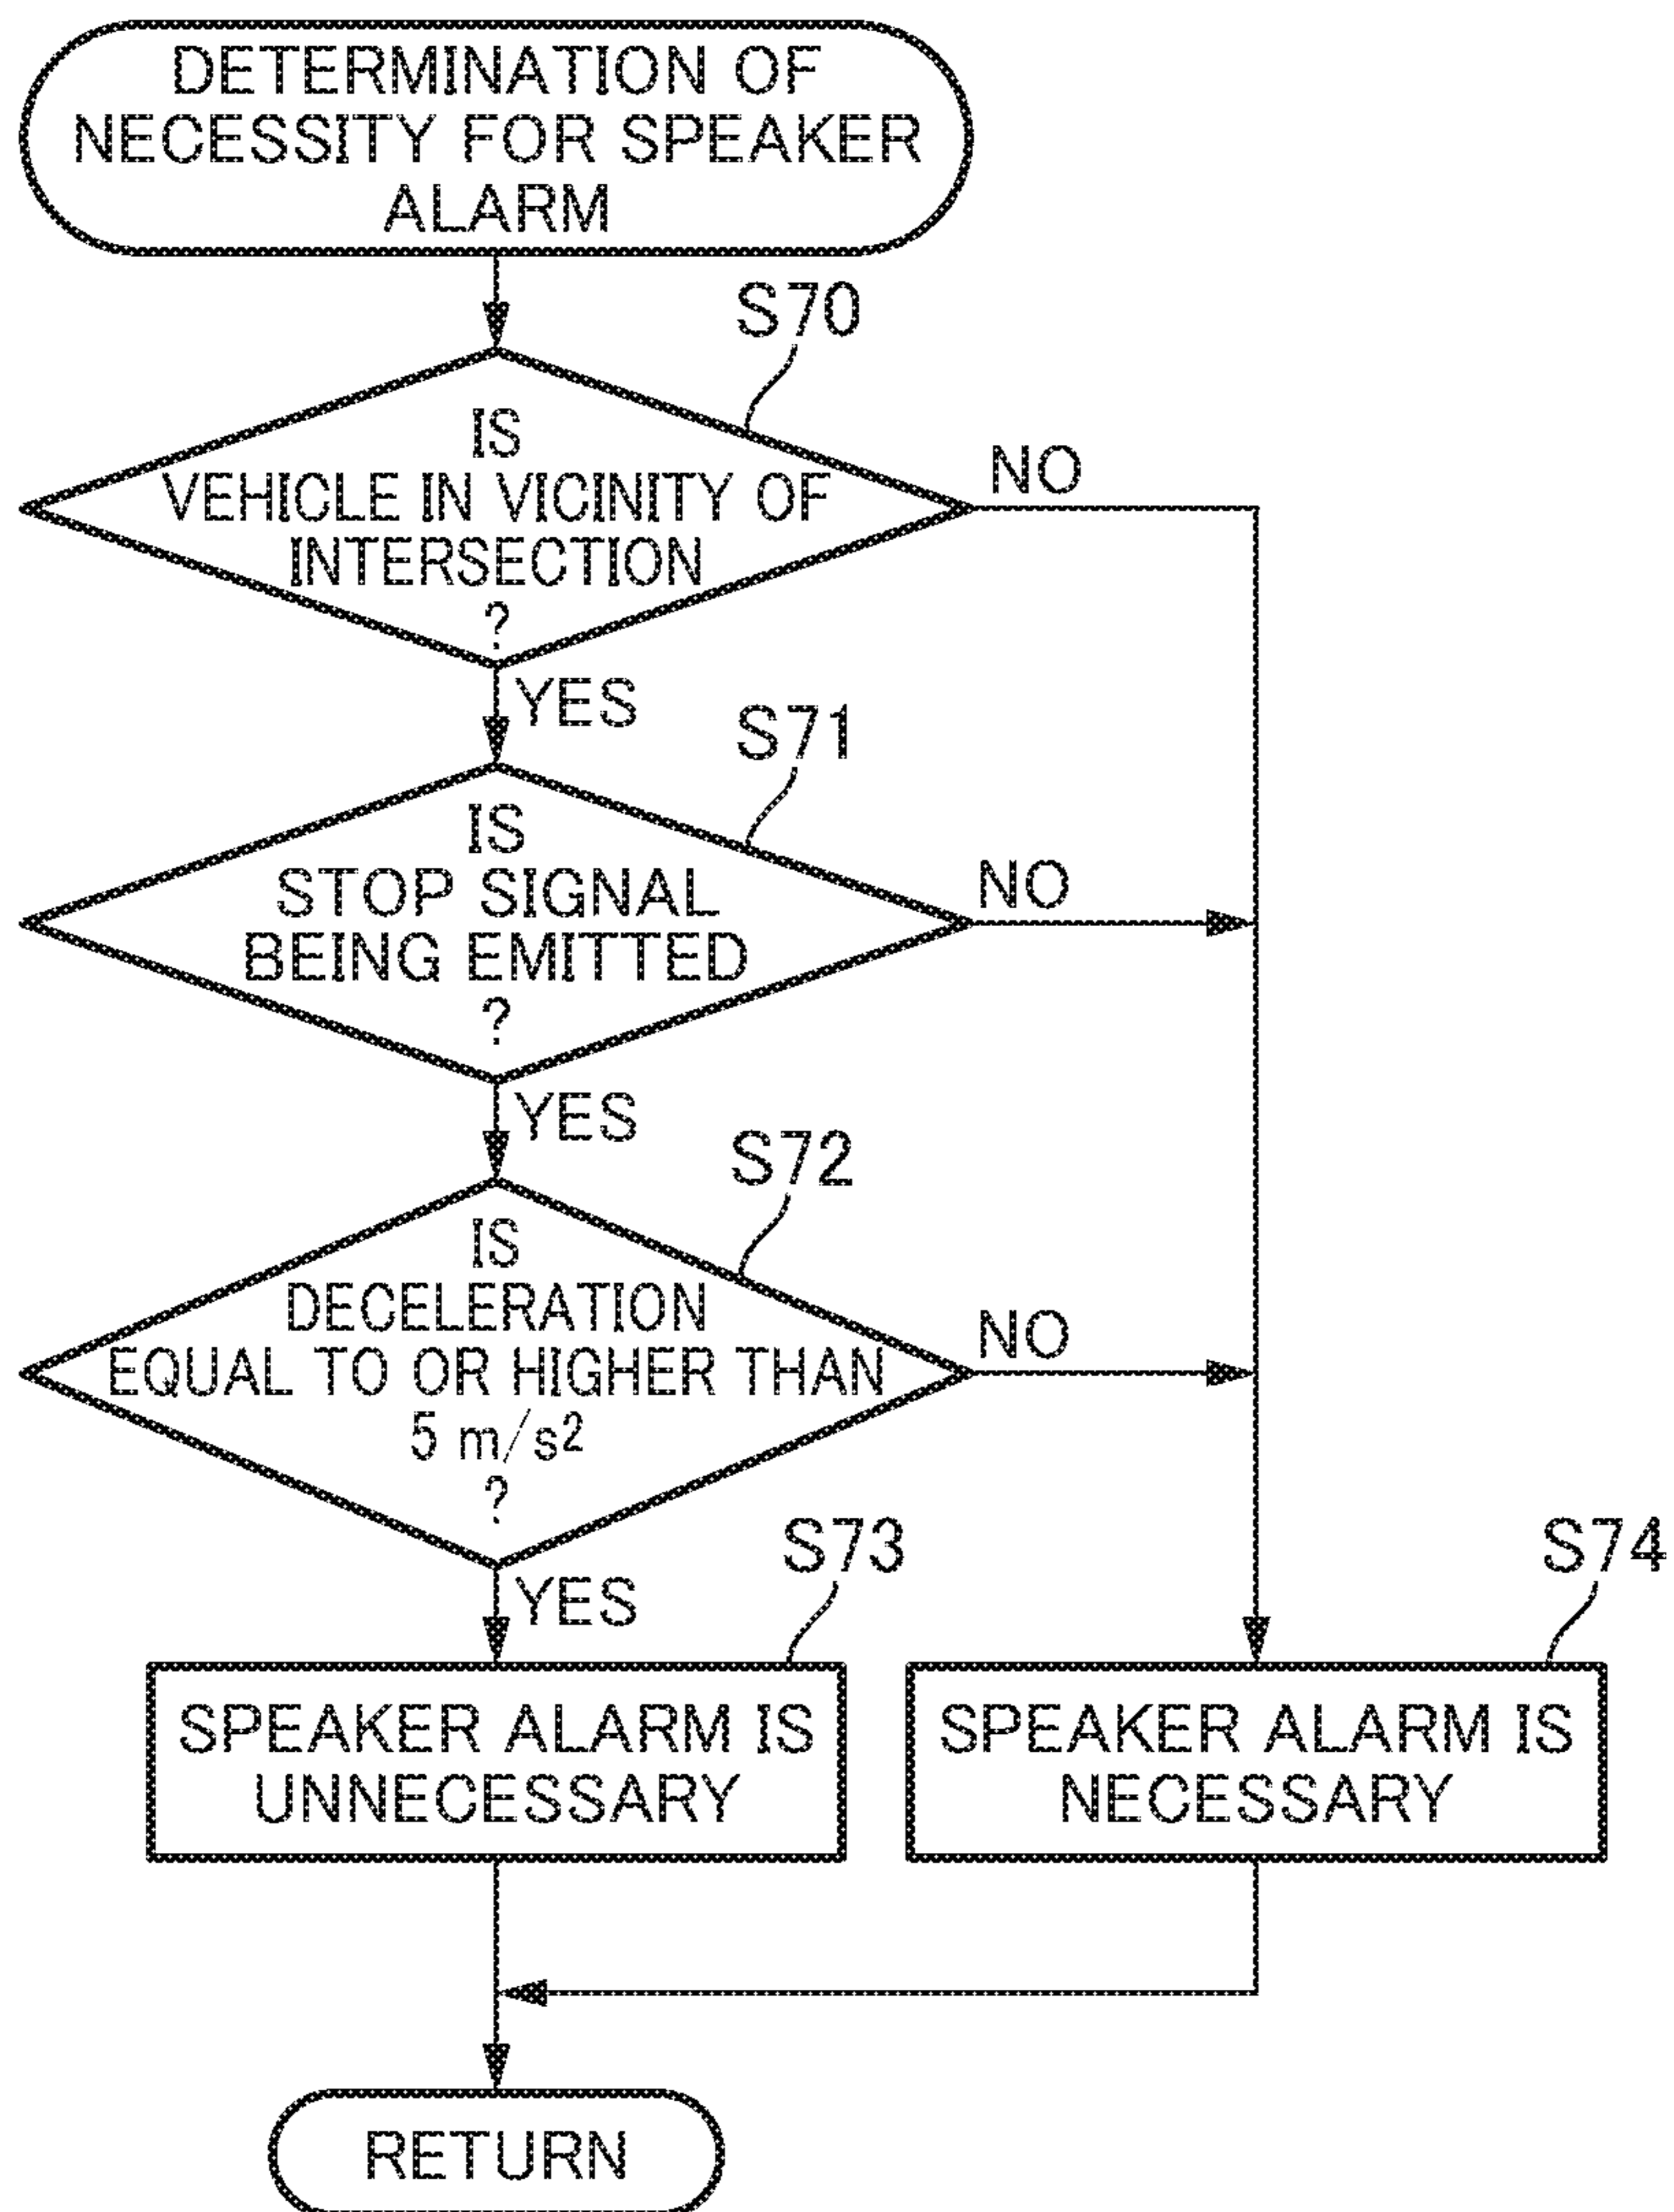 DETERMINATION OF
NECESSITY FOR SPEAKER
ALARM
S70
IS
VEHICLE IN VICINITY OF
INTERSECTION
?
NO
YES
S71
IS
STOP SIGNAL
BEING EMITTED
?
NO
YES
S72
IS
DECELERATION
EQUAL TO OR HIGHER THAN
5 m/s2
?
NO
YES
S73
SPEAKER ALARM IS
UNNECESSARY
S74
SPEAKER ALARM IS
NECESSARY
RETURN